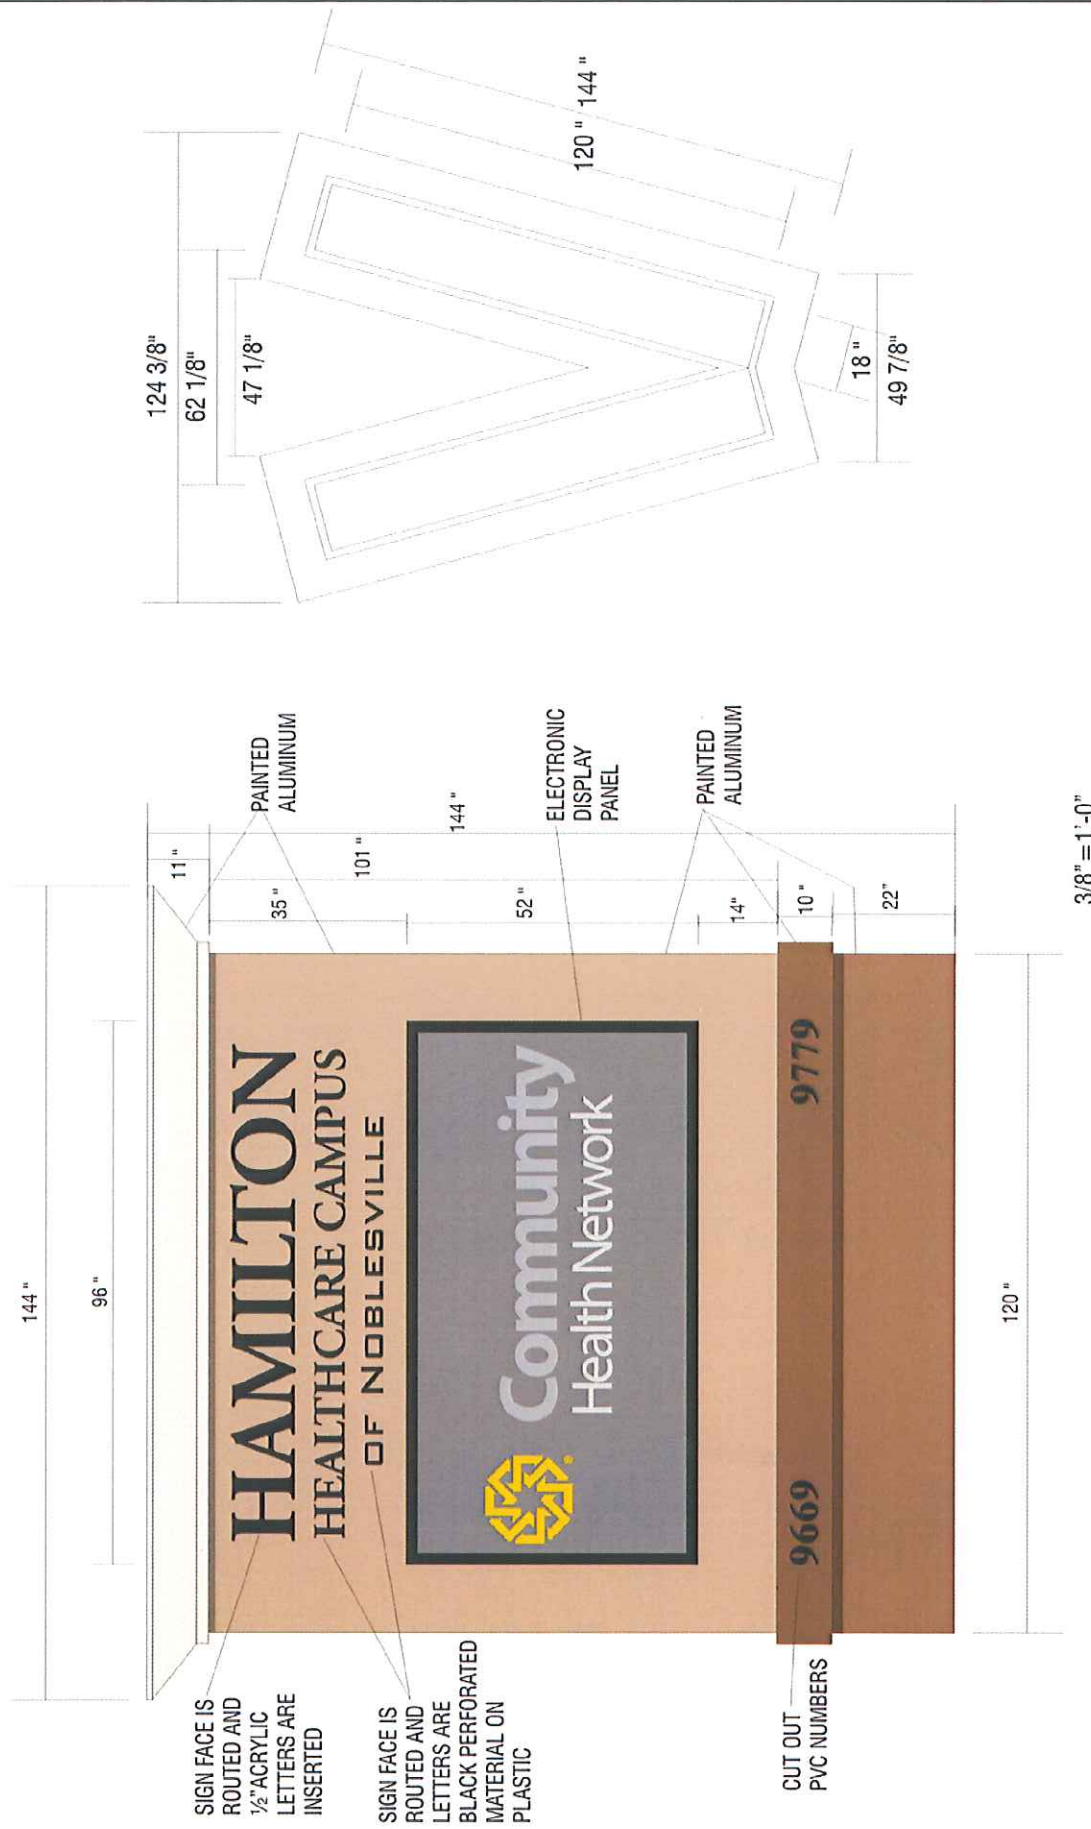 144 "
96 "
SIGN FACE IS
ROUTED AND
½" ACRYLIC
LETTERS ARE
INSERTED
SIGN FACE IS
ROUTED AND
LETTERS ARE
BLACK PERFORATED
MATERIAL ON
PLASTIC
CUT OUT
PVC NUMBERS
HAMILTON
HEALTHCARE CAMPUS
OF NOBLESVILLE
Community
Health Network
®
9669
9779
11 "
35 "
101 "
144 "
52 "
14"
10 "
22"
PAINTED
ALUMINUM
ELECTRONIC
DISPLAY
PANEL
PAINTED
ALUMINUM
120 "
3/8" = 1'-0"
124 3/8"
62 1/8"
47 1/8"
120 "
144 "
18 "
49 7/8"